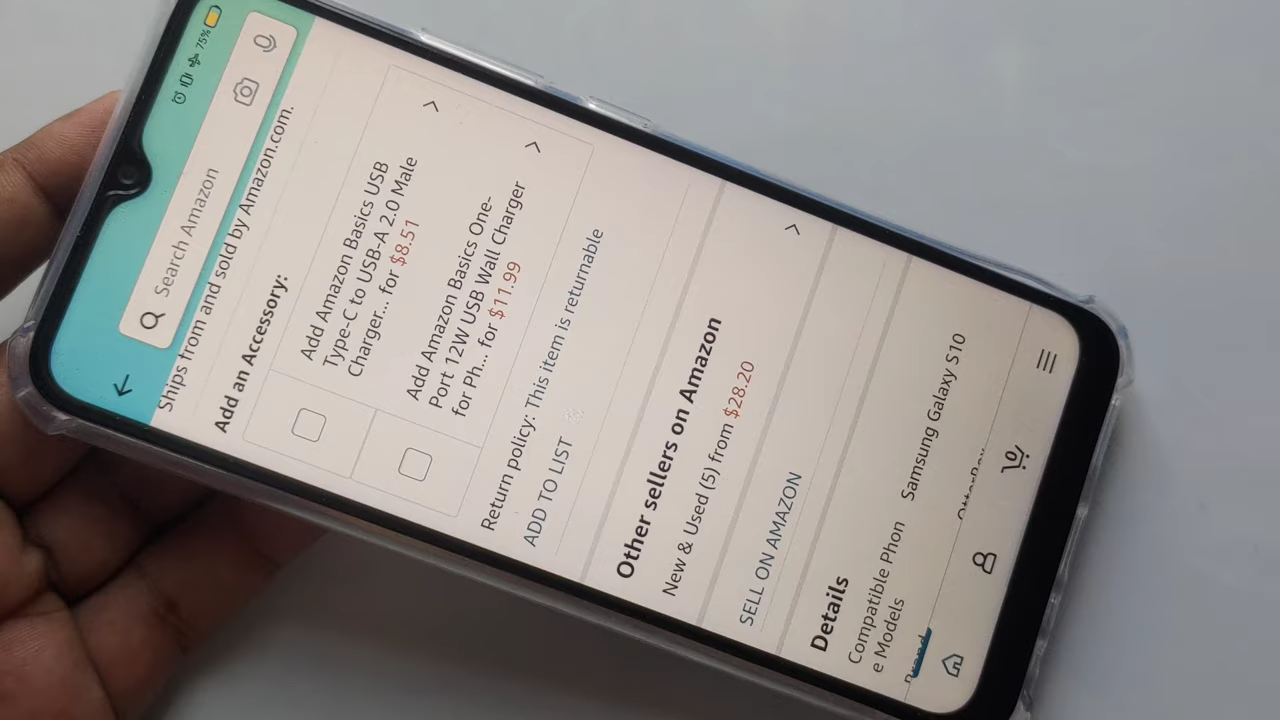 75%
Search Amazon
Ships from and sold by Amazon.com.
Add an Accessory:
Add Amazon Basics USB
Type-C to USB-A 2.0 Male
Charger... for $8.51
Add Amazon Basics One-
Port 12W USB Wall Charger
for Ph... for $11.99
Return policy: This item is returnable
ADD TO LIST
Other sellers on Amazon
New & Used (5) from $28.20
SELL ON AMAZON
Details
Compatible Phon
e Models
Samsung Galaxy S10
0